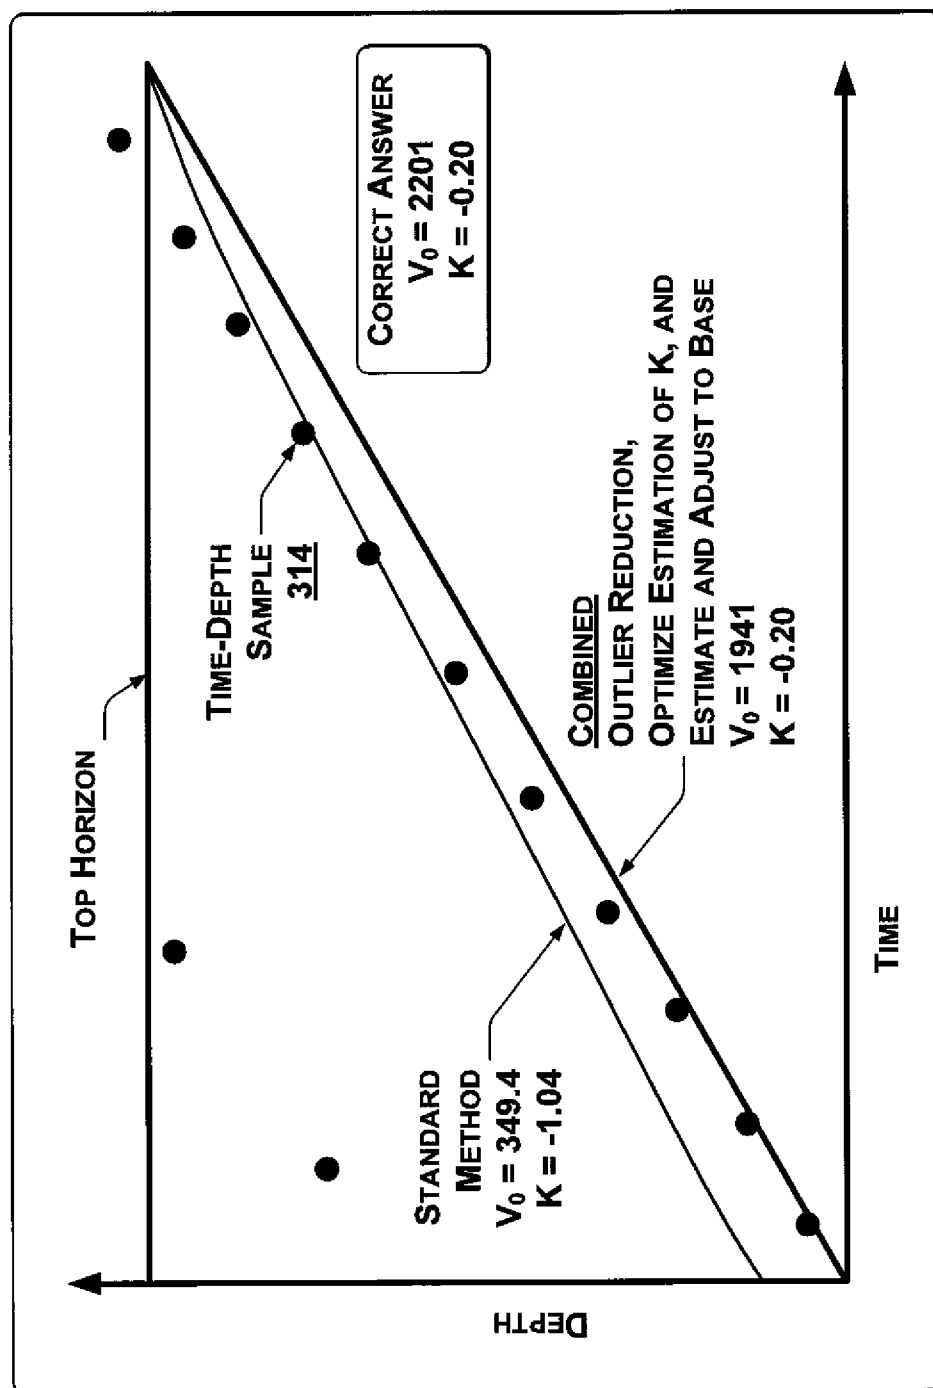 TOP HORIZON
TIME-DEPTH
SAMPLE
314
CORRECT ANSWER
V0 = 2201
K = -0.20
STANDARD
METHOD
V0 = 349.4
K = -1.04
COMBINED
OUTLIER REDUCTION,
OPTIMIZE ESTIMATION OF K, AND
ESTIMATE AND ADJUST TO BASE
V0 = 1941
K = -0.20
DEPTH
TIME